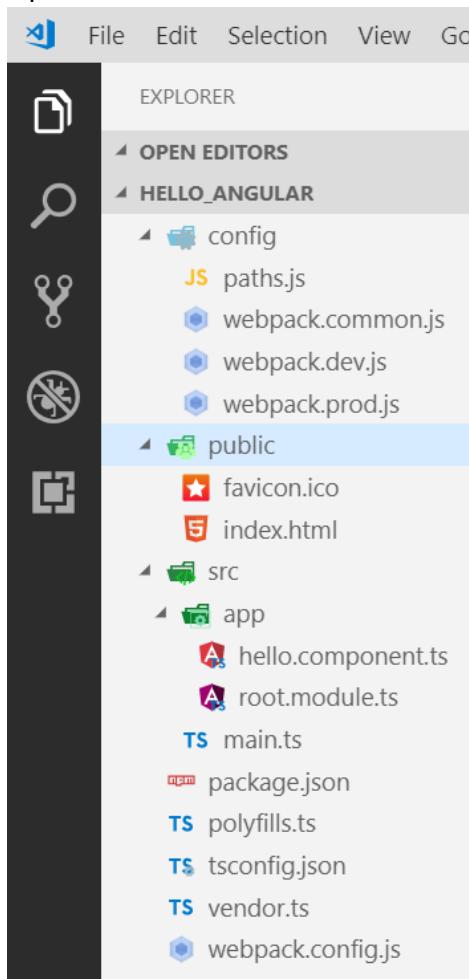 File Edit Selection View Go
EXPLORER
OPEN EDITORS
HELLO_ANGULAR
config
JS paths.js
webpack.common.js
webpack.dev.js
webpack.prod.js
public
favicon.ico
index.html
src
app
hello.component.ts
root.module.ts
TS main.ts
npm package.json
TS polyfills.ts
TS tsconfig.json
TS vendor.ts
webpack.config.js